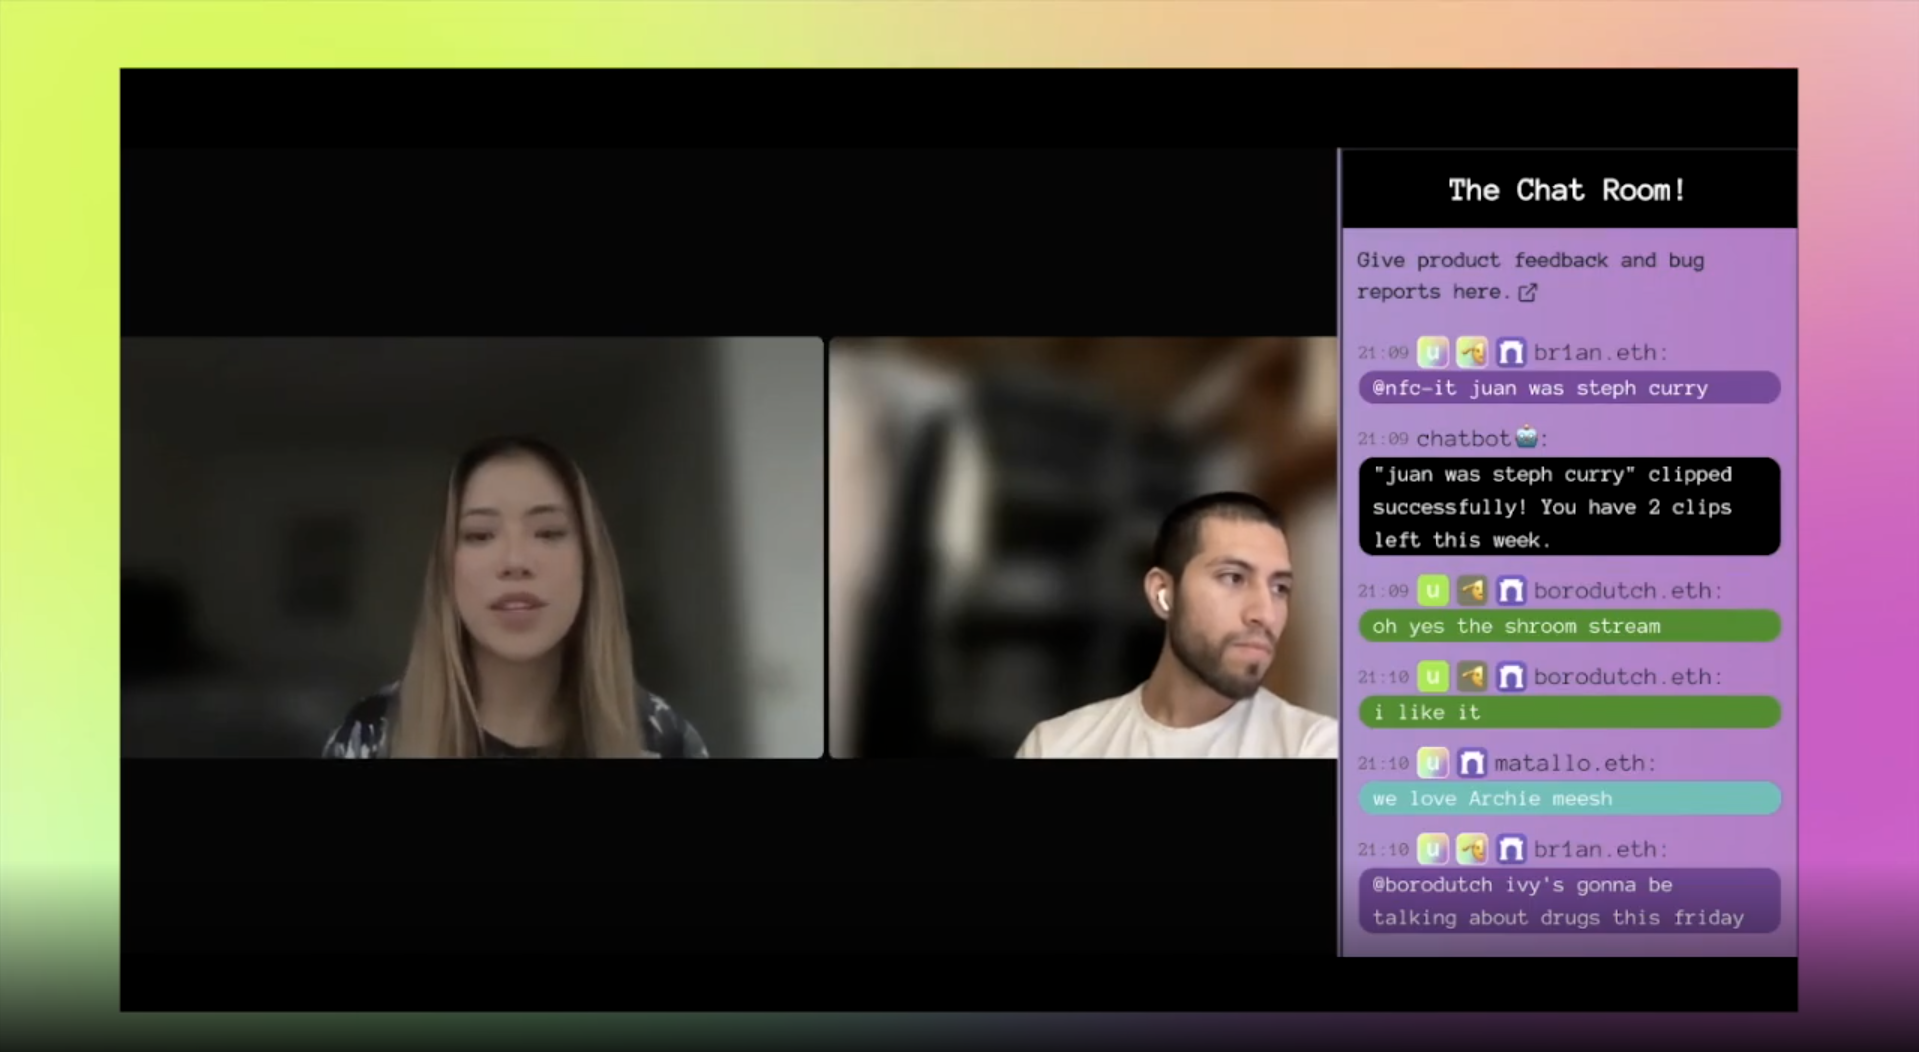 The Chat Room!
Give product feedback and bug
reports here.
21:09 u br1an.eth:
@nfc-it juan was steph curry
21:09 chatbot🤖:
"juan was steph curry" clipped
successfully! You have 2 clips
left this week.
21:09 u borodutch.eth:
oh yes the shroom stream
21:10 u borodutch.eth:
i like it
21:10 u matallo.eth:
we love Archie meesh
21:10 u br1an.eth:
@borodutch ivy's gonna be
talking about drugs this friday